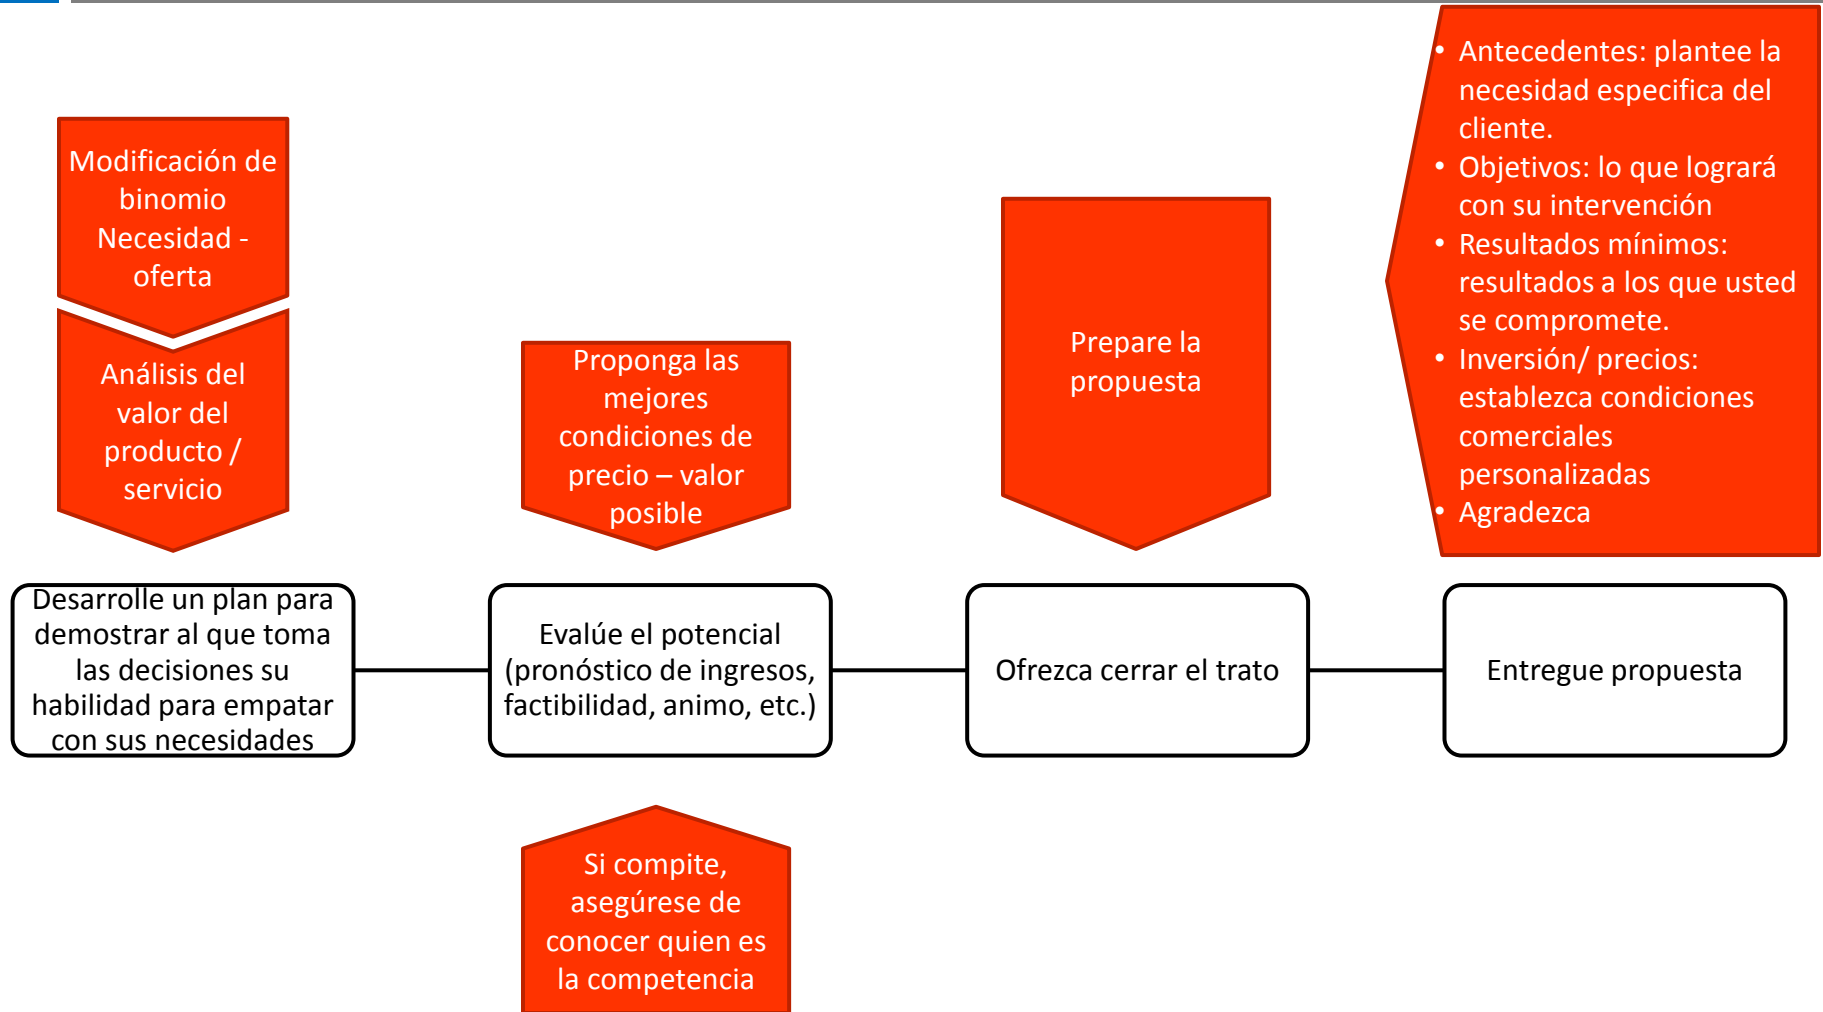 Modificación de
binomio
Necesidad -
oferta
Análisis del
valor del
producto /
servicio
Proponga las
mejores
condiciones de
precio – valor
posible
Prepare la
propuesta
• Antecedentes: plantee la
necesidad especifica del
cliente.
• Objetivos: lo que logrará
con su intervención
• Resultados mínimos:
resultados a los que usted
se compromete.
• Inversión/ precios:
establezca condiciones
comerciales
personalizadas
• Agradezca
Desarrolle un plan para
demostrar al que toma
las decisiones su
habilidad para empatar
con sus necesidades
Evalúe el potencial
(pronóstico de ingresos,
factibilidad, animo, etc.)
Ofrezca cerrar el trato
Entregue propuesta
Si compite,
asegúrese de
conocer quien es
la competencia